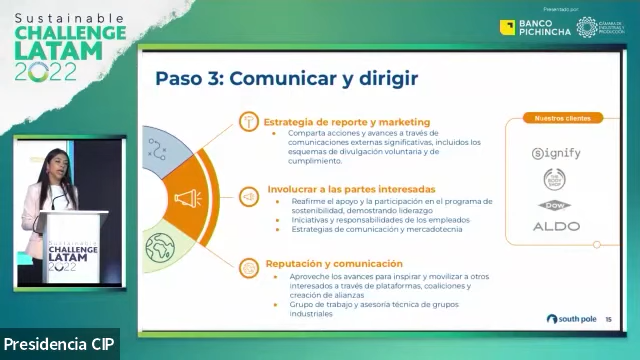 Sustainable
CHALLENGE
LATAM
2022
Presentado por:
BANCO
PICHINCHA
CÁMARA DE
INDUSTRIAS Y
PRODUCCIÓN
Paso 3: Comunicar y dirigir
Estrategia de reporte y marketing
● Comparta acciones y avances a través de
comunicaciones externas significativas, incluidos los
esquemas de divulgación voluntaria y de
cumplimiento.
Involucrar a las partes interesadas
● Reafirme el apoyo y la participación en el programa de
sostenibilidad, demostrando liderazgo
● Iniciativas y responsabilidades de los empleados
● Estrategias de comunicación y mercadotecnia
Reputación y comunicación
● Aproveche los avances para inspirar y movilizar a otros
interesados a través de plataformas, coaliciones y
creación de alianzas
● Grupo de trabajo y asesoría técnica de grupos
industriales
Nuestros clientes
Signify
THE
BODY
SHOP
DOW
ALDO
south pole
15
Sustainable
CHALLENGE
LATAM
2022
Presidencia CIP